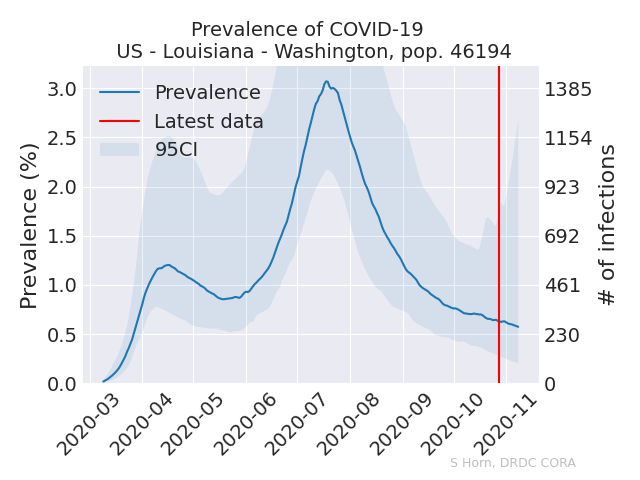 Prevalence of COVID-19
US - Louisiana - Washington, pop. 46194
Prevalence
Latest data
95CI
Prevalence (%)
3.0
2.5
2.0
1.5
1.0
0.5
0.0
1385
1154
923
692
461
230
0
# of infections
2020-03
2020-04
2020-05
2020-06
2020-07
2020-08
2020-09
2020-10
2020-11
S Horn, DRDC CORA